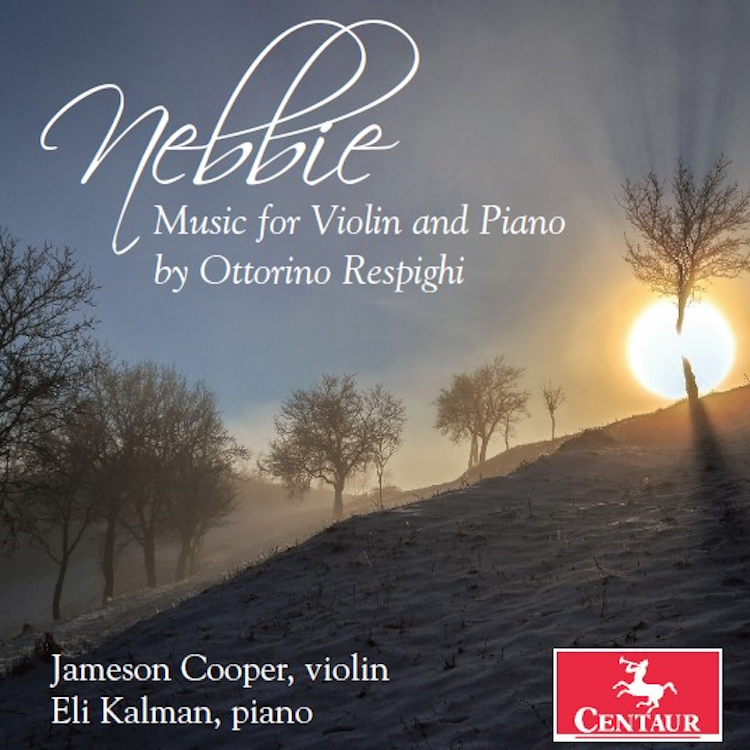 Nebbie
Music for Violin and Piano
by Ottorino Respighi
Jameson Cooper, violin
Eli Kalman, piano
CENTAUR